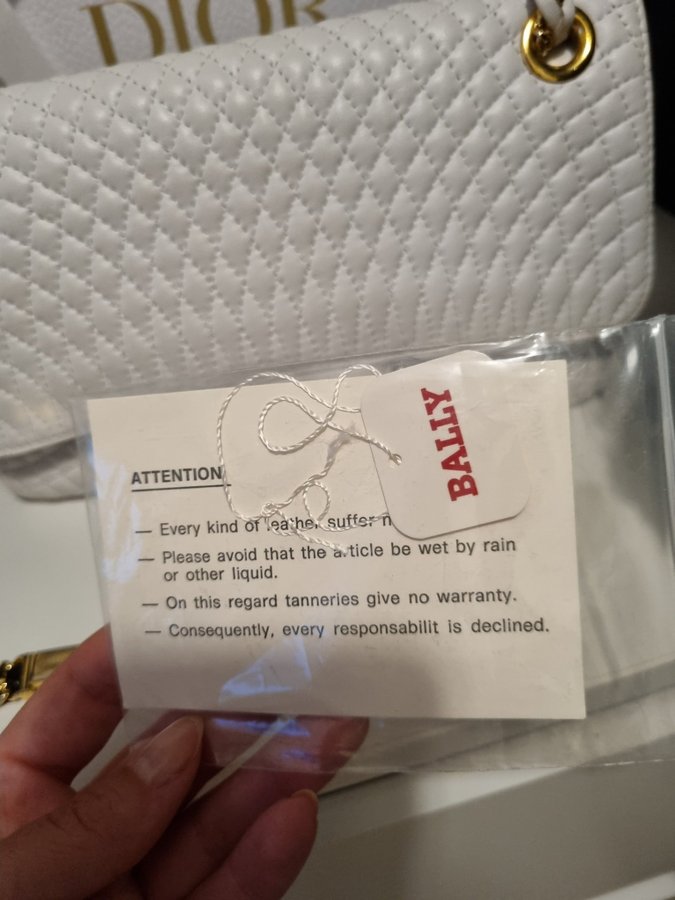 DIOR
BALLY
ATTENTION
— Every kind of leather suffer
— Please avoid that the article be wet by rain
or other liquid.
— On this regard tanneries give no warranty.
— Consequently, every responsabilit is declined.